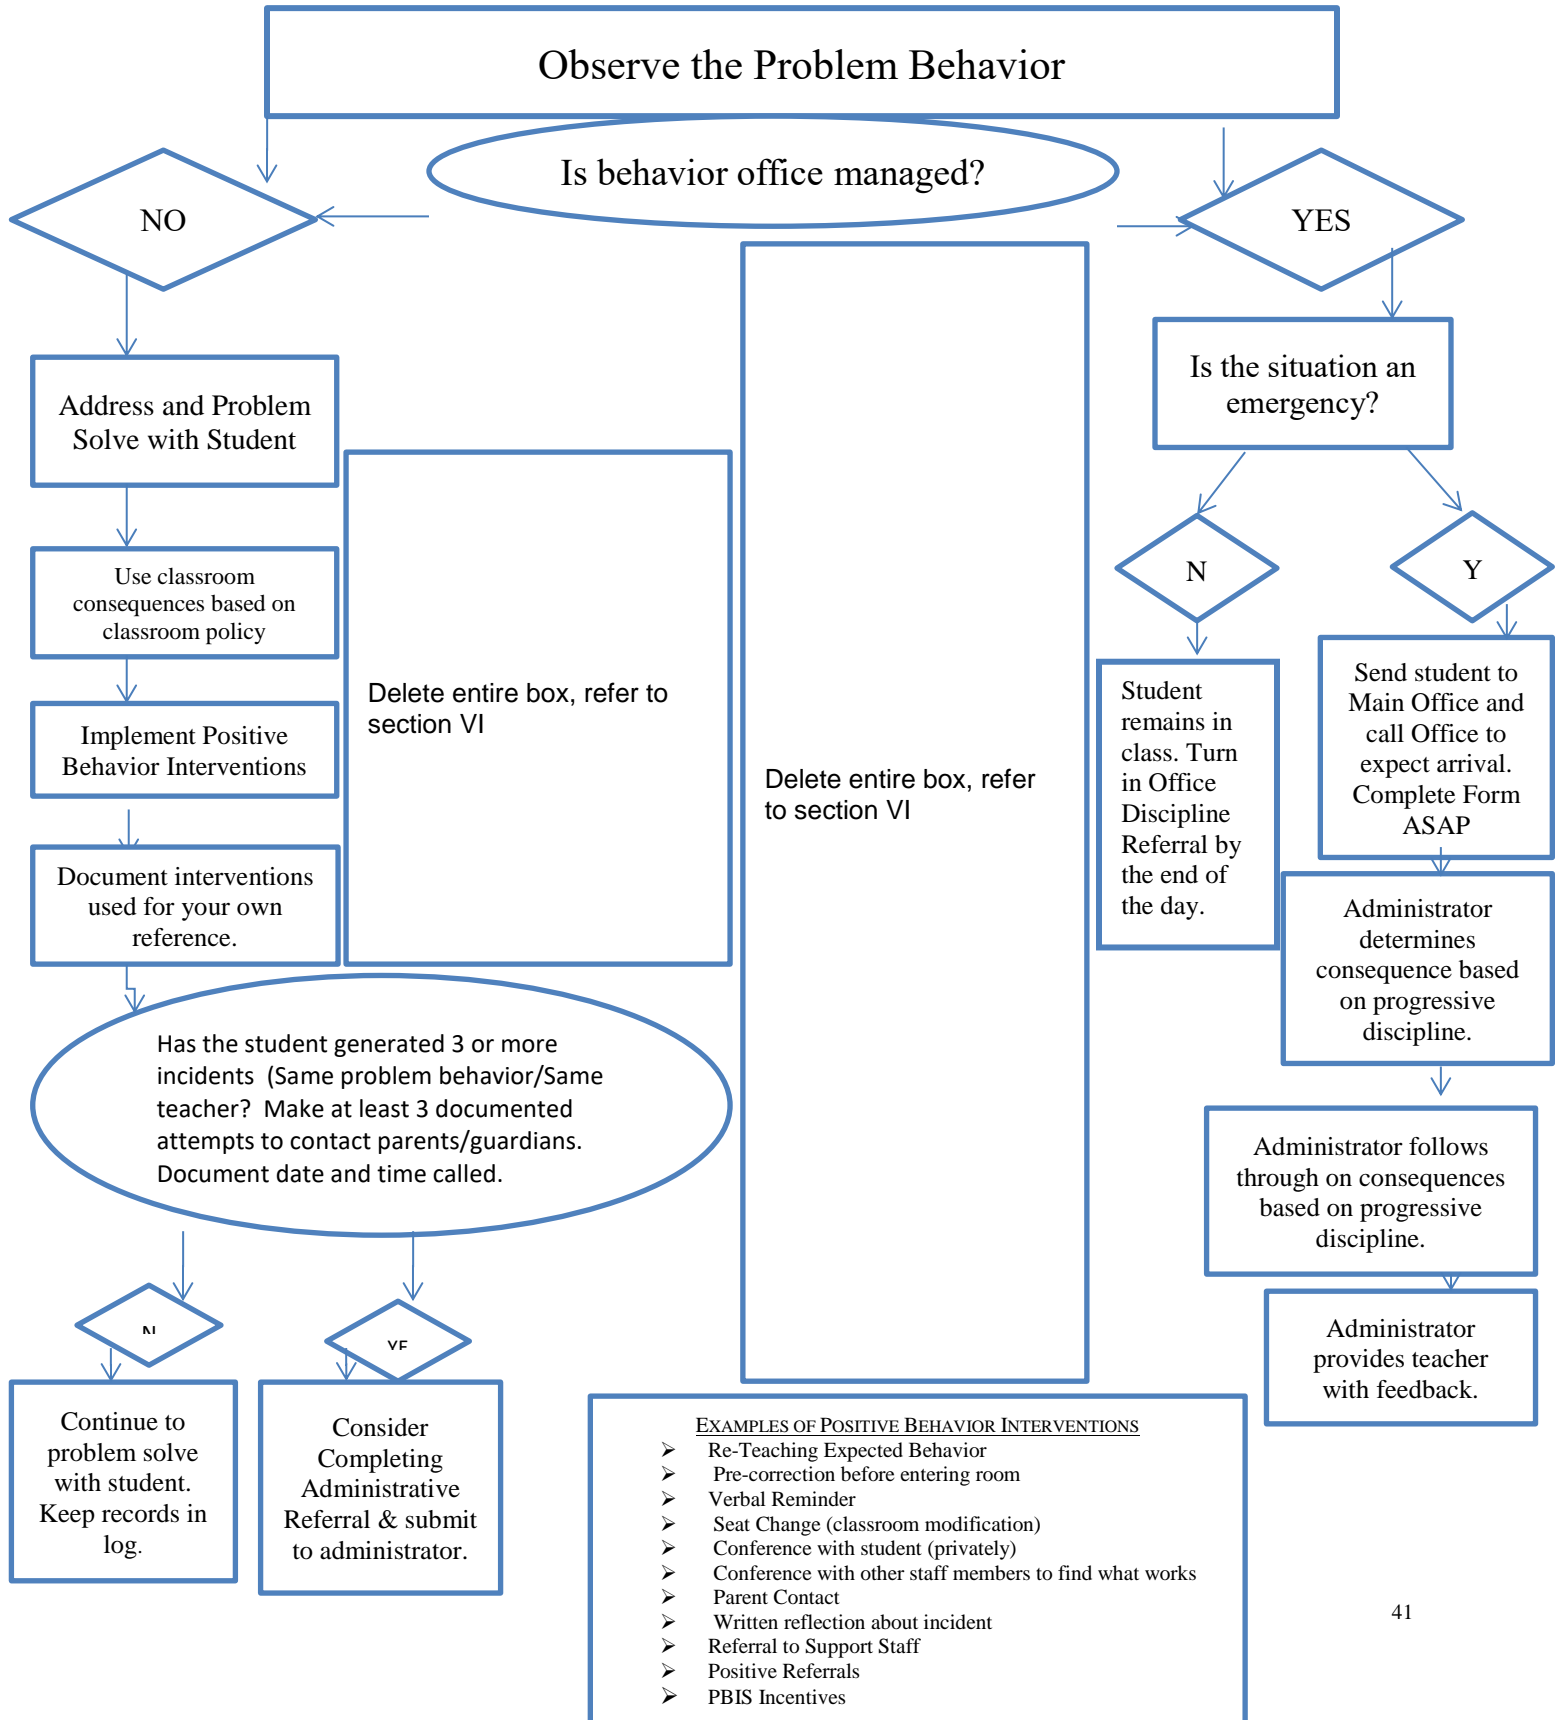 Observe the Problem Behavior
Is behavior office managed?
NO
YES
Address and Problem
Solve with Student
Use classroom
consequences based on
classroom policy
Implement Positive
Behavior Interventions
Document interventions
used for your own
reference.
Delete entire box, refer to
section VI
Delete entire box, refer
to section VI
Is the situation an
emergency?
N
Y
Student
remains in
class. Turn
in Office
Discipline
Referral by
the end of
the day.
Send student to
Main Office and
call Office to
expect arrival.
Complete Form
ASAP
Administrator
determines
consequence based
on progressive
discipline.
Administrator follows
through on consequences
based on progressive
discipline.
Administrator
provides teacher
with feedback.
Has the student generated 3 or more
incidents  (Same problem behavior/Same
teacher?  Make at least 3 documented
attempts to contact parents/guardians.
Document date and time called.
Continue to
problem solve
with student.
Keep records in
log.
Consider
Completing
Administrative
Referral & submit
to administrator.
EXAMPLES OF POSITIVE BEHAVIOR INTERVENTIONS
➢ Re-Teaching Expected Behavior
➢ Pre-correction before entering room
➢ Verbal Reminder
➢ Seat Change (classroom modification)
➢ Conference with student (privately)
➢ Conference with other staff members to find what works
➢ Parent Contact
➢ Written reflection about incident
➢ Referral to Support Staff
➢ Positive Referrals
➢ PBIS Incentives
41